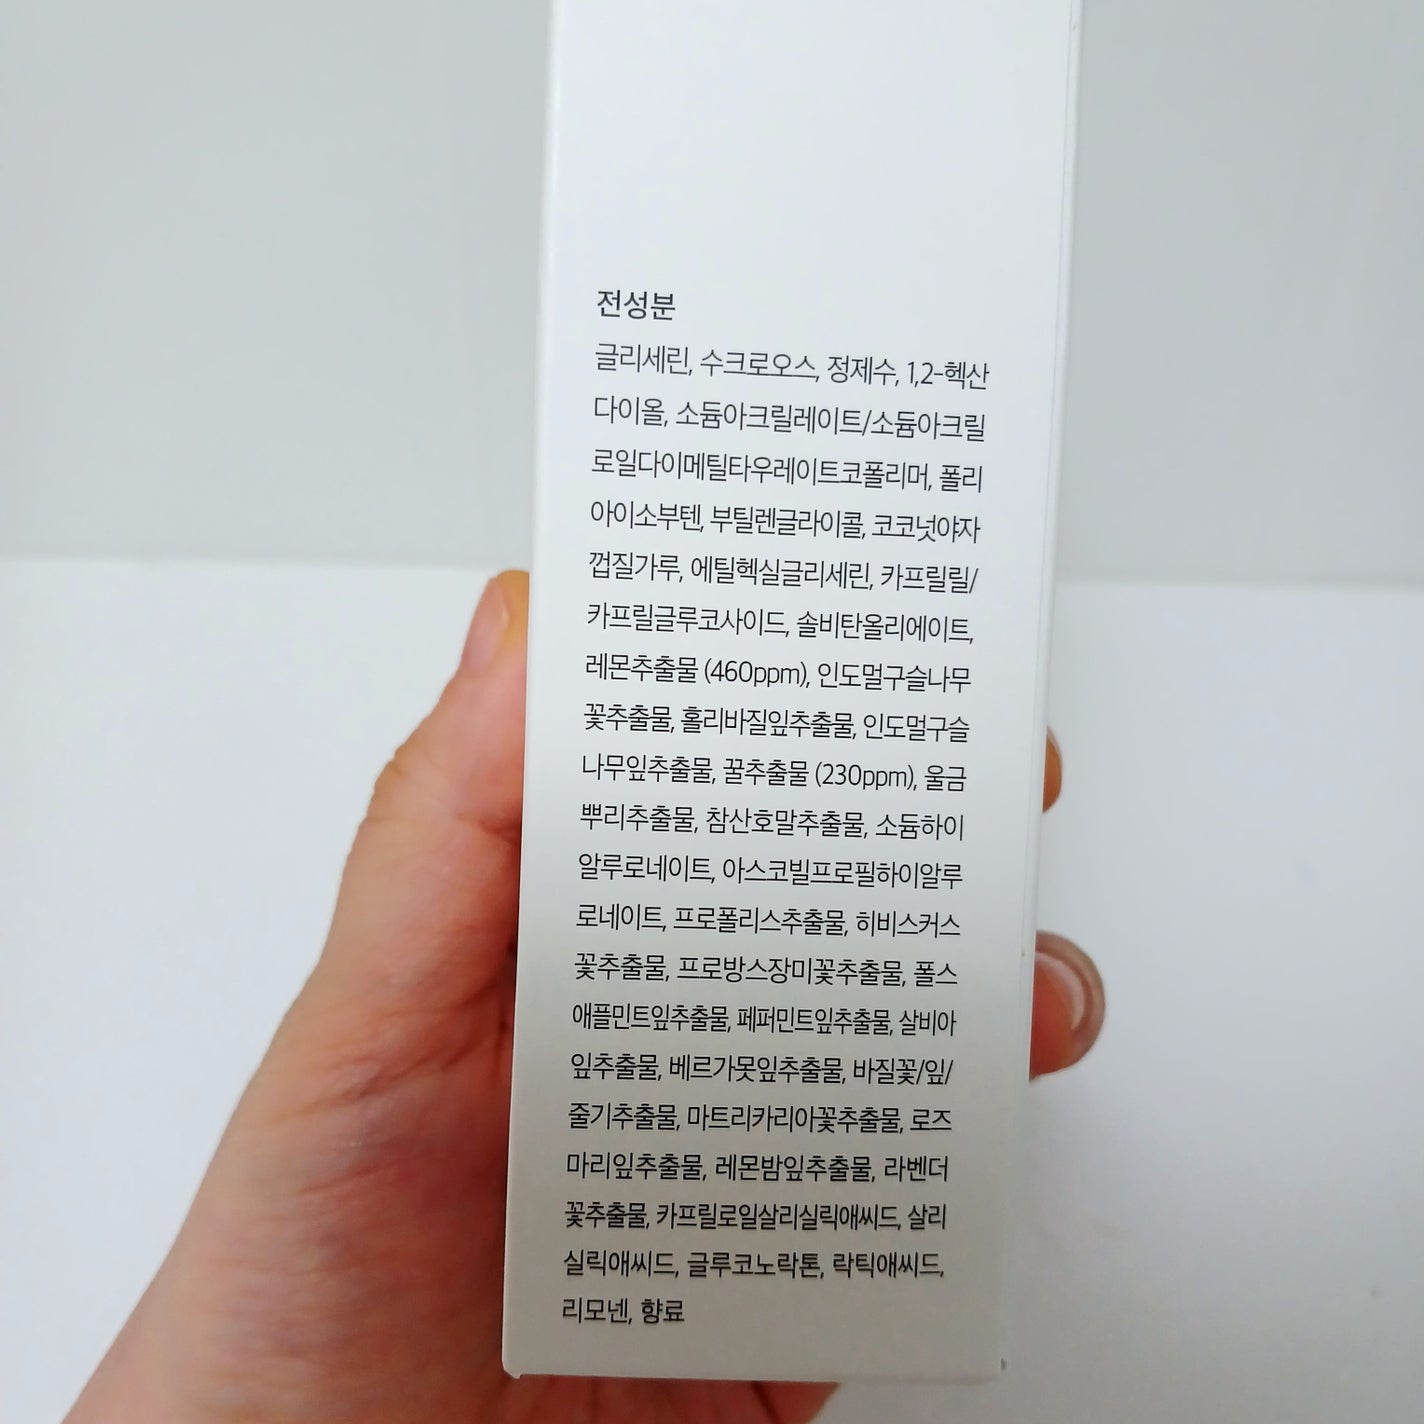 전성분
글리세린, 수크로오스, 정제수, 1,2-헥산
다이올, 소듐아크릴레이트/소듐아크릴
로일다이메틸타우레이트코폴리머, 폴리
아이소부텐, 부틸렌글라이콜, 코코넛야자
껍질가루, 에틸헥실글리세린, 카프릴릴/
카프릴글루코사이드, 솔비탄올리에이트,
레몬추출물 (460ppm), 인도멀구슬나무
꽃추출물, 홀리바질잎추출물, 인도멀구슬
나무잎추출물, 꿀추출물 (230ppm), 울금
뿌리추출물, 참산호말추출물, 소듐하이
알루로네이트, 아스코빌프로필하이알루
로네이트, 프로폴리스추출물, 히비스커스
꽃추출물, 프로방스장미꽃추출물, 폴스
애플민트잎추출물, 페퍼민트잎추출물, 살비아
잎추출물, 베르가못잎추출물, 바질꽃/잎/
줄기추출물, 마트리카리아꽃추출물, 로즈
마리잎추출물, 레몬밤잎추출물, 라벤더
꽃추출물, 카프릴로일살리실릭애씨드, 살리
실릭애씨드, 글루코노락톤, 락틱애씨드,
리모넨, 향료